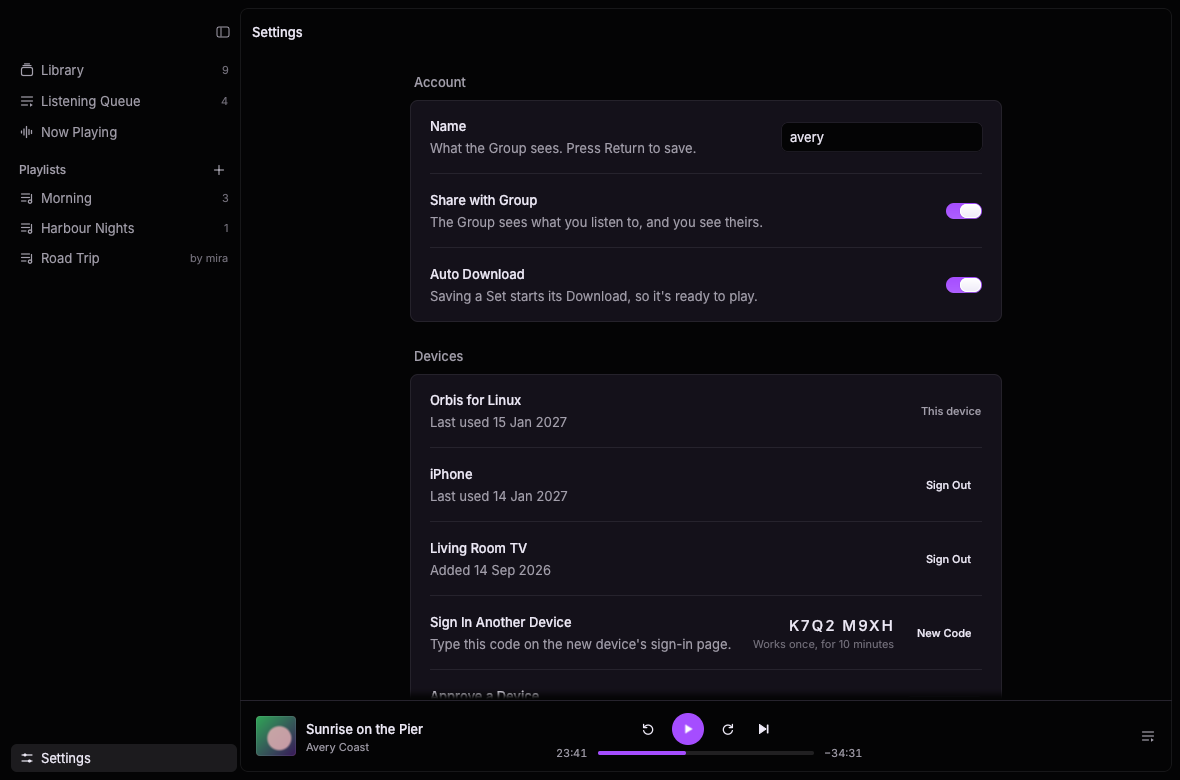 Settings
Library 9
Listening Queue 4
Now Playing
Playlists
Morning 3
Harbour Nights 1
Road Trip by mira
Settings
Account
Name
What the Group sees. Press Return to save.
avery
Share with Group
The Group sees what you listen to, and you see theirs.
Auto Download
Saving a Set starts its Download, so it's ready to play.
Devices
Orbis for Linux
Last used 15 Jan 2027
This device
iPhone
Last used 14 Jan 2027
Sign Out
Living Room TV
Added 14 Sep 2026
Sign Out
Sign In Another Device
Type this code on the new device's sign-in page.
K7Q2 M9XH
Works once, for 10 minutes
New Code
Approve a Device
Sunrise on the Pier
Avery Coast
23:41
−34:31